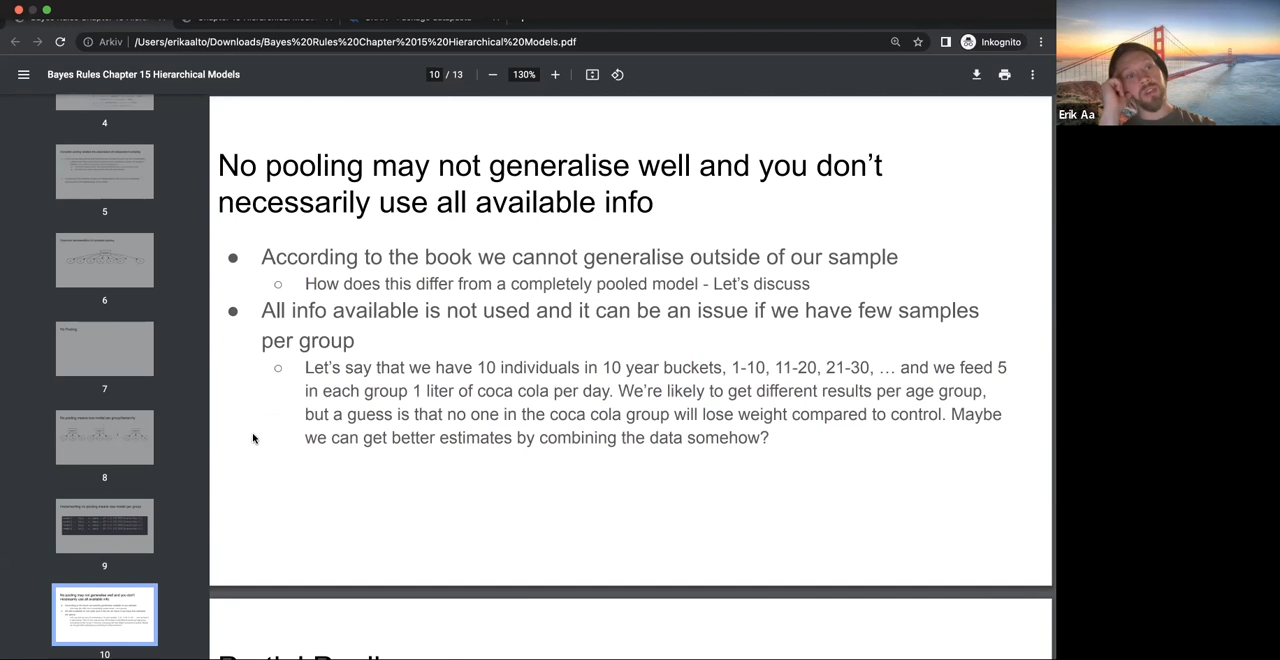 Arkiv
/Users/erikaalto/Downloads/Bayes%20Rules%20Chapter%2015%20Hierarchical%20Models.pdf
Inkognito
Bayes Rules Chapter 15 Hierarchical Models
10 / 13
130%
Erik Aa
4
5
6
No Pooling
7
8
9
10
No pooling may not generalise well and you don’t
necessarily use all available info
● According to the book we cannot generalise outside of our sample
○ How does this differ from a completely pooled model - Let’s discuss
● All info available is not used and it can be an issue if we have few samples
per group
○ Let’s say that we have 10 individuals in 10 year buckets, 1-10, 11-20, 21-30, … and we feed 5
in each group 1 liter of coca cola per day. We’re likely to get different results per age group,
but a guess is that no one in the coca cola group will lose weight compared to control. Maybe
we can get better estimates by combining the data somehow?